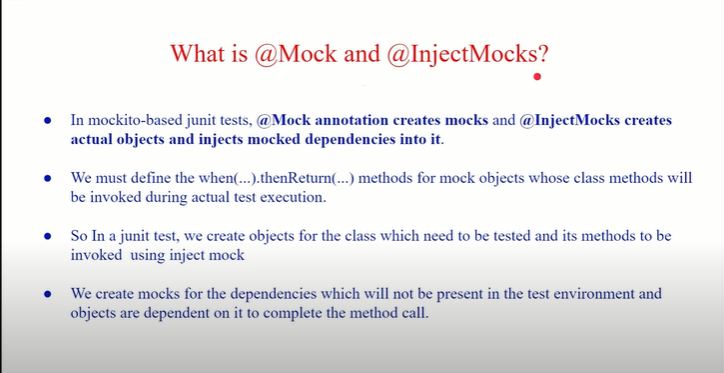 What is @Mock and @InjectMocks?
● In mockito-based junit tests, @Mock annotation creates mocks and @InjectMocks creates
actual objects and injects mocked dependencies into it.
● We must define the when(...).thenReturn(...) methods for mock objects whose class methods will
be invoked during actual test execution.
● So In a junit test, we create objects for the class which need to be tested and its methods to be
invoked using inject mock
● We create mocks for the dependencies which will not be present in the test environment and
objects are dependent on it to complete the method call.